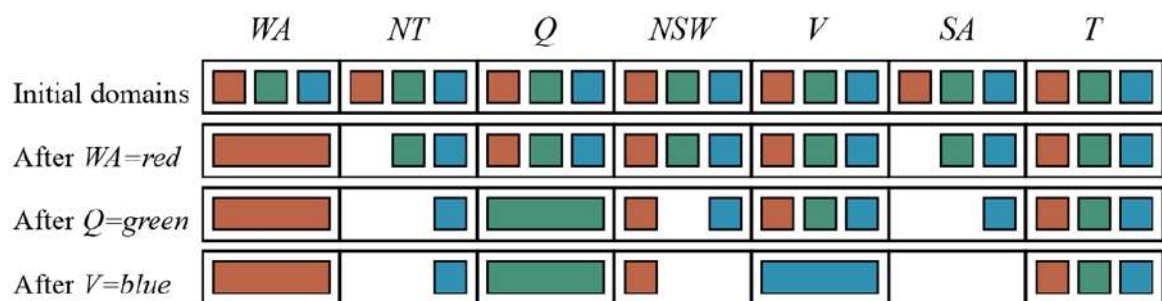 WA NT Q NSW V SA T
Initial domains
After WA=red
After Q=green
After V=blue